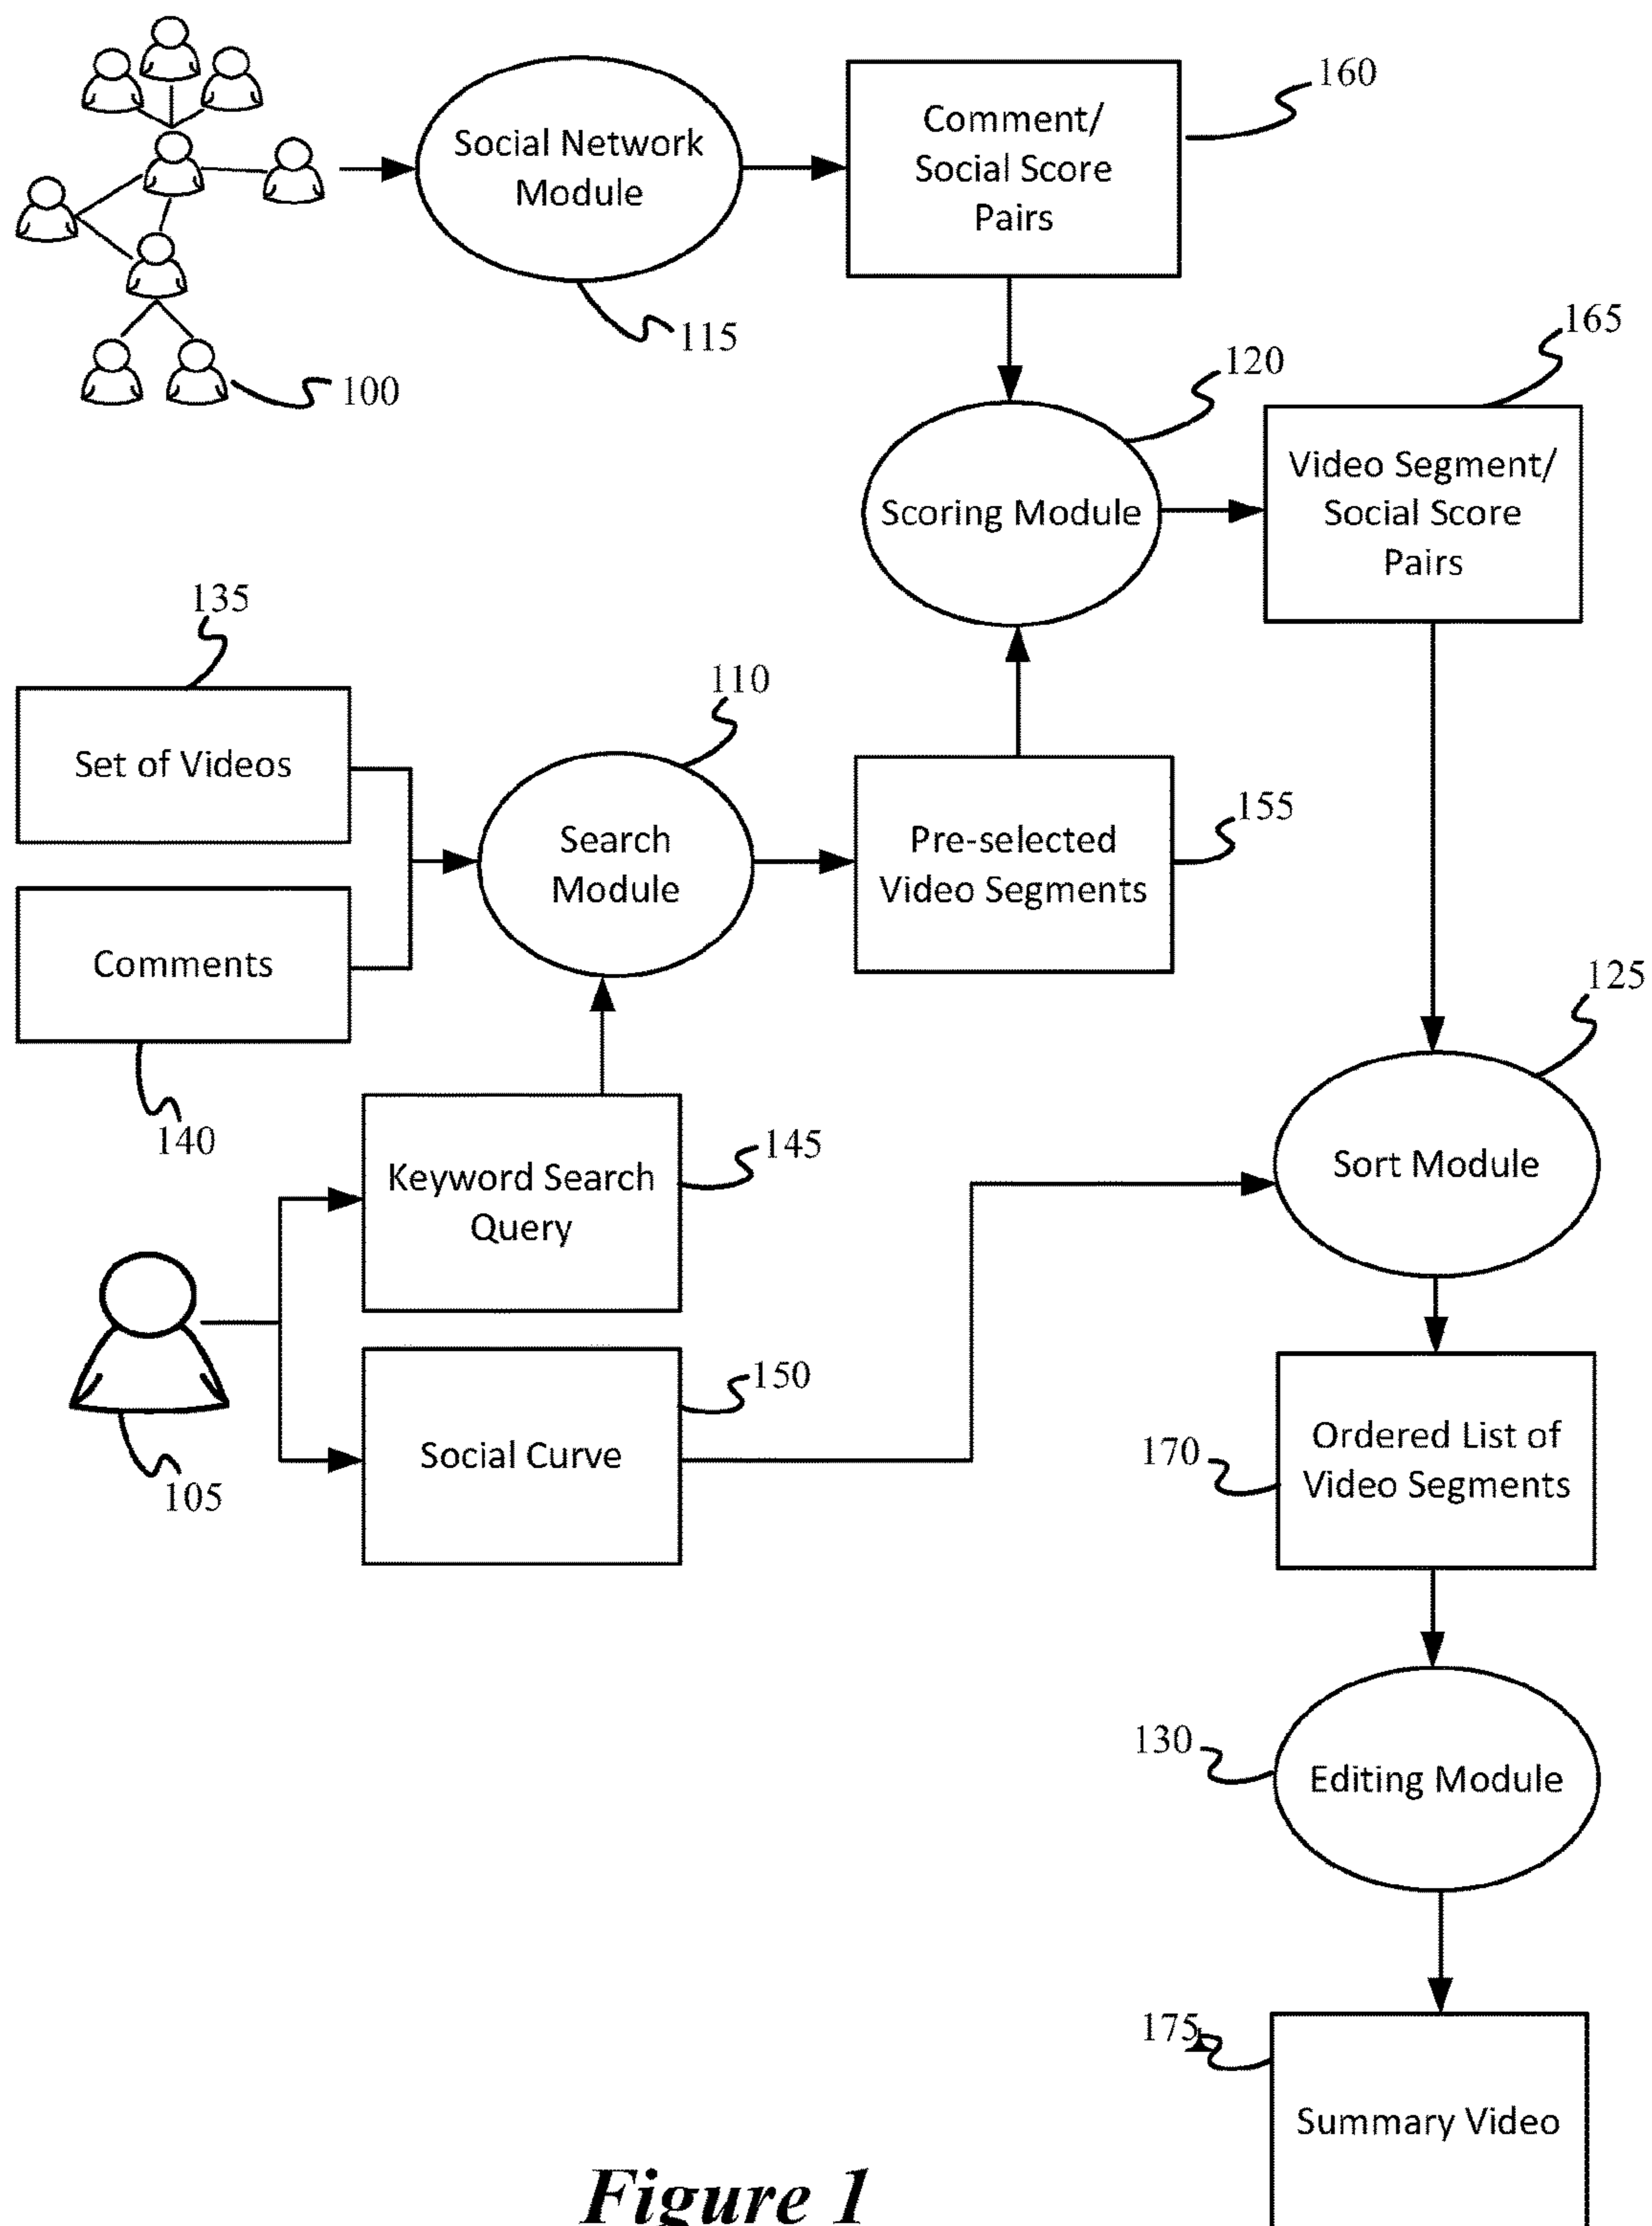 160
Comment/
Social Score
Pairs
Social Network
Module
115
100
165
120
Video Segment/
Social Score
Pairs
Scoring Module
135
110
Set of Videos
155
Search
Module
Pre-selected
Video Segments
Comments
125
140
145
Keyword Search
Query
Sort Module
150
Social Curve
170
Ordered List of
Video Segments
105
130
Editing Module
175
Summary Video
Figure 1